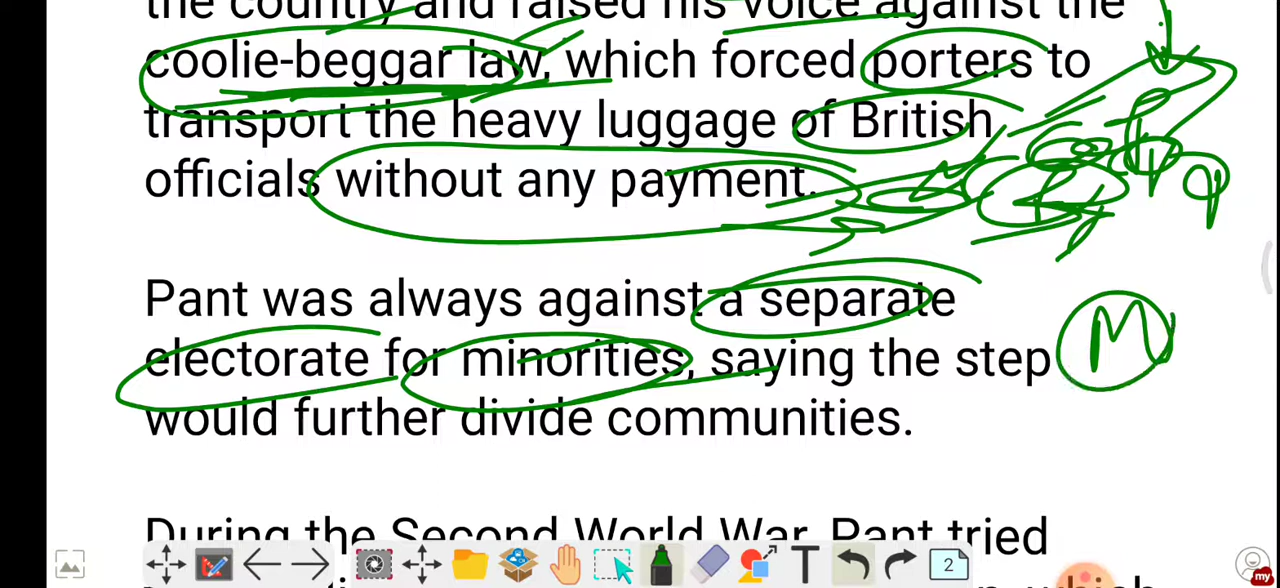 the country and raised his voice against the
coolie-beggar law, which forced porters to
transport the heavy luggage of British
officials without any payment.
Pant was always against a separate
electorate for minorities, saying the step
M
would further divide communities.
During the Second World War, Pant tried
which
T
2
my